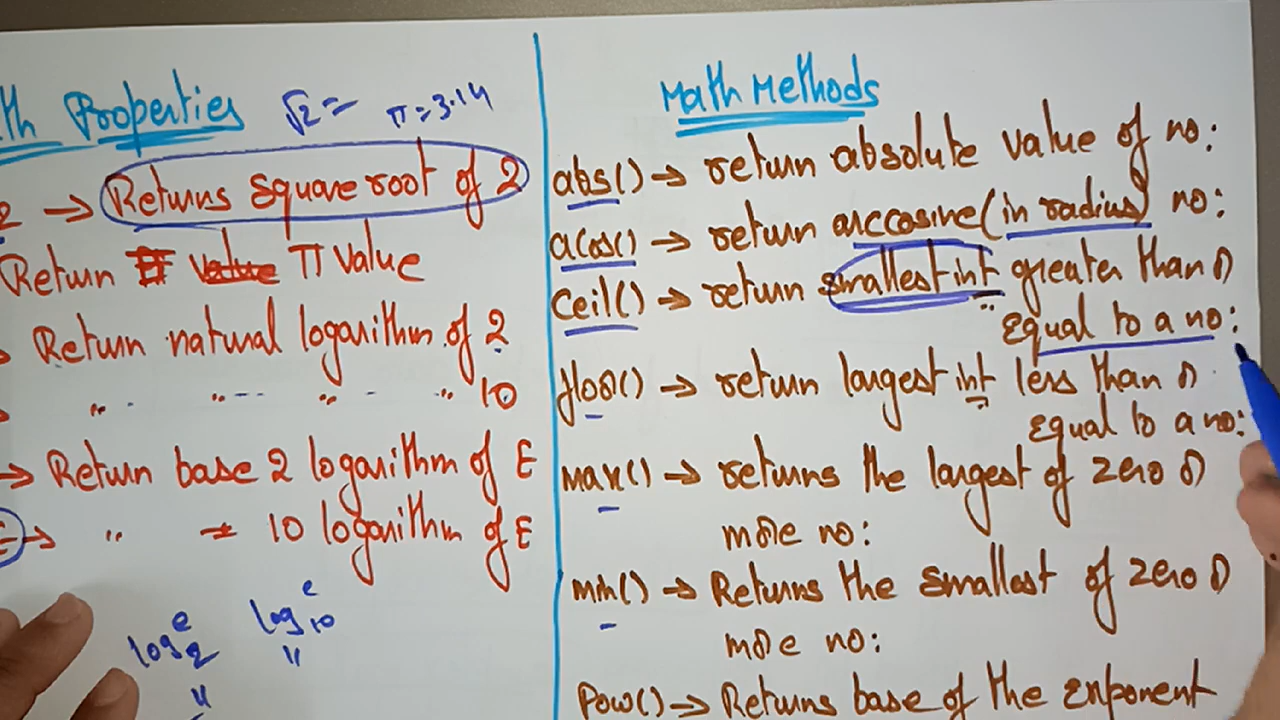 th Properties √2 = π = 3.14
2 → Returns square root of 2
Return value π value
Return natural logarithm of 2
" " " " 10
→ Return base 2 logarithm of E
E → " 10 logarithm of E
log e 2 log e 10
" "
Math Methods
abs() → return absolute value of no:
acos() → return arccosine (in radius) no:
Ceil() → return smallest int greater than or
Equal to a no:
floor() → return largest int less than or
Equal to a no:
max() → returns the largest of zero or
more no:
min() → Returns the smallest of zero or
more no:
Pow() → Returns base of the Exponent